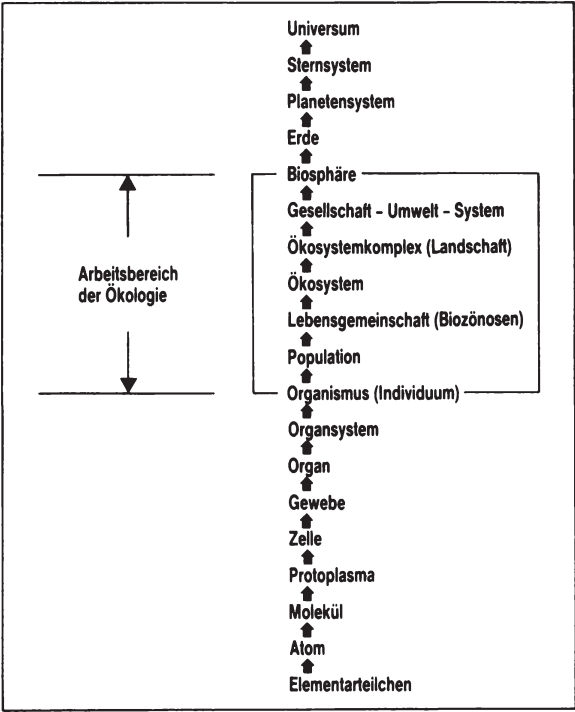 Universum
Sternsystem
Planetensystem
Erde
Biosphäre
Gesellschaft – Umwelt – System
Ökosystemkomplex (Landschaft)
Ökosystem
Lebensgemeinschaft (Biozönosen)
Population
Organismus (Individuum)
Organsystem
Organ
Gewebe
Zelle
Protoplasma
Molekül
Atom
Elementarteilchen
Arbeitsbereich
der Ökologie